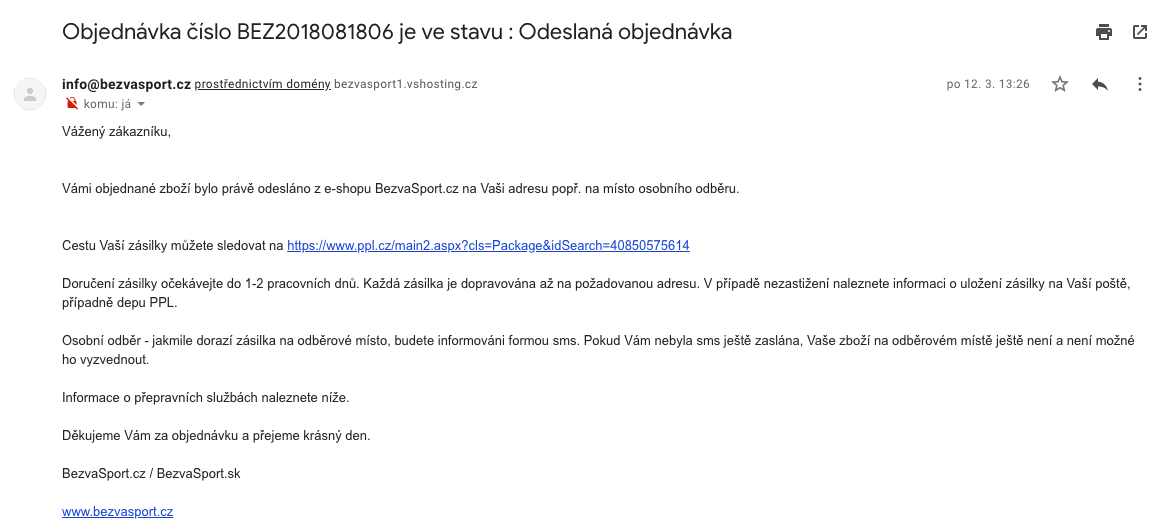 Objednávka číslo BEZ2018081806 je ve stavu : Odeslaná objednávka
info@bezvasport.cz prostřednictvím domény bezvasport1.vshosting.cz
po 12. 3. 13:26
komu: já
Vážený zákazníku,
Vámi objednané zboží bylo právě odesláno z e-shopu BezvaSport.cz na Vaši adresu popř. na místo osobního odběru.
Cestu Vaší zásilky můžete sledovat na https://www.ppl.cz/main2.aspx?cls=Package&idSearch=40850575614
Doručení zásilky očekávejte do 1-2 pracovních dnů. Každá zásilka je dopravována až na požadovanou adresu. V případě nezastižení naleznete informaci o uložení zásilky na Vaší poště,
případně depu PPL.
Osobní odběr - jakmile dorazí zásilka na odběrové místo, budete informováni formou sms. Pokud Vám nebyla sms ještě zaslána, Vaše zboží na odběrovém místě ještě není a není možné
ho vyzvednout.
Informace o přepravních službách naleznete níže.
Děkujeme Vám za objednávku a přejeme krásný den.
BezvaSport.cz / BezvaSport.sk
www.bezvasport.cz